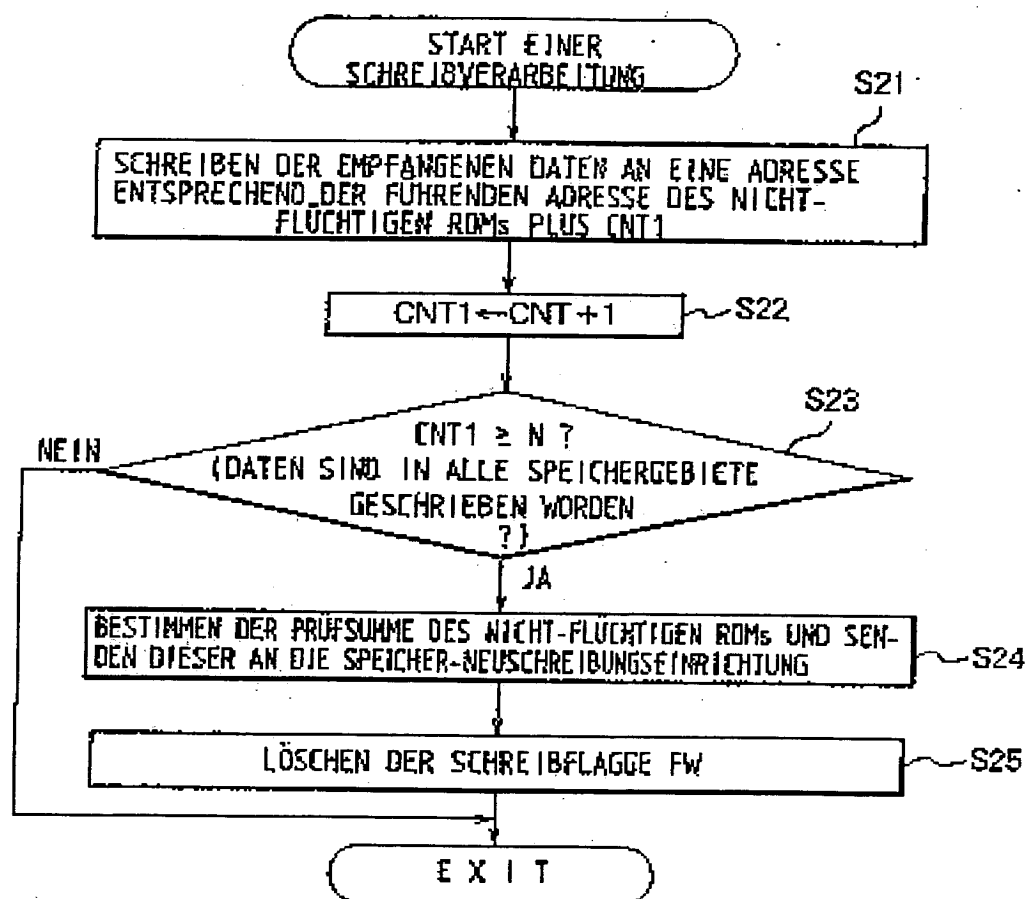 START EINER
SCHREIBVERARBEITUNG
S21
SCHREIBEN DER EMPFANGENEN DATEN AN EINE ADRESSE
ENTSPRECHEND DER FÜHRENDEN ADRESSE DES NICHT-
FLÜCHTIGEN ROMs PLUS CNT1
CNT1←CNT+1
S22
S23
NEIN
CNT1 ≥ N ?
(DATEN SIND IN ALLE SPEICHERGEBIETE
GESCHRIEBEN WORDEN
?)
JA
BESTIMMEN DER PRÜFSUMME DES NICHT-FLÜCHTIGEN ROMs UND SEN-
DEN DIESER AN DIE SPEICHER-NEUSCHREIBUNGSEINRICHTUNG
S24
LÖSCHEN DER SCHREIBFLAGGE FW
S25
EXIT